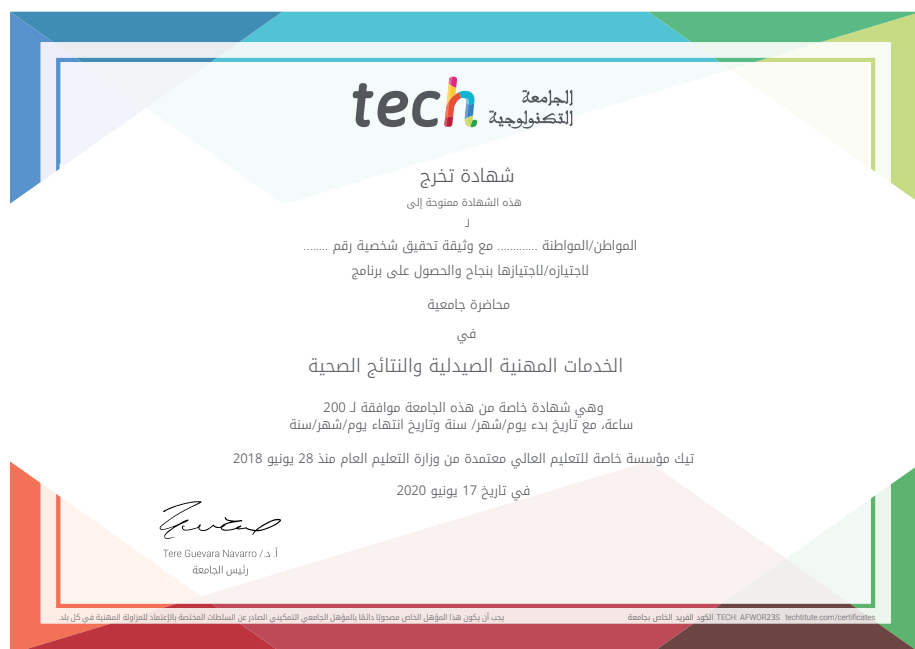 tech الجامعة
التكنولوجية
شهادة تخرج
هذه الشهادة ممنوحة إلى
لـ
المواطن/المواطنة ............. مع وثيقة تحقيق شخصية رقم ........
لاجتيازه/لاجتيازها بنجاح والحصول على برنامج
محاضرة جامعية
في
الخدمات المهنية الصيدلية والنتائج الصحية
وهي شهادة خاصة من هذه الجامعة موافقة لـ 200
ساعة، مع تاريخ بدء يوم/شهر/ سنة وتاريخ انتهاء يوم/شهر/سنة
تيك مؤسسة خاصة للتعليم العالي معتمدة من وزارة التعليم العام منذ 28 يونيو 2018
في تاريخ 17 يونيو 2020
أ. د./ Tere Guevara Navarro
رئيس الجامعة
يجب أن يكون هذا المؤهل الخاص مصحوبًا دائمًا بالمؤهل الجامعي التمكيني الصادر عن السلطات المختصة بالإعتماد للمزاولة المهنية في كل بلد.
الكود الفريد الخاص بجامعة TECH: AFWOR23S techtitute.com/certificates